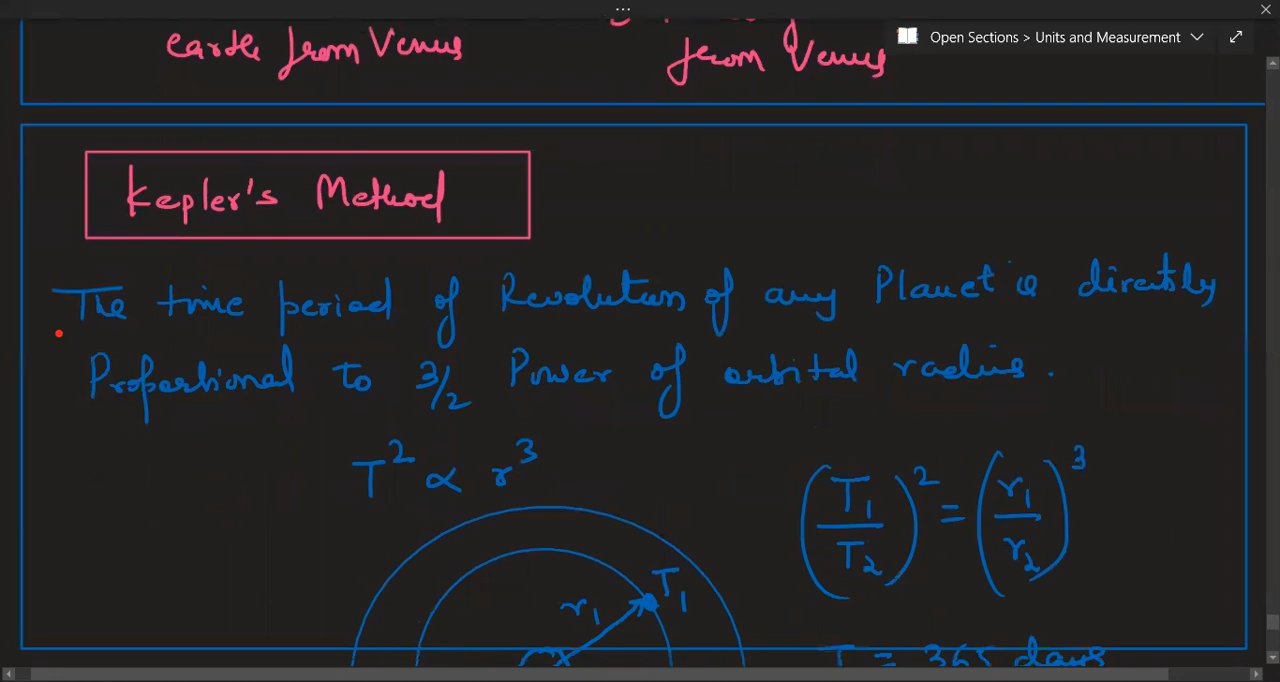 ...
earth from Venus
from Venus
Open Sections > Units and Measurement
Kepler's Method
The time period of Revolution of any Planet is directly
Proportional to 3/2 Power of orbital radius.
T² ∝ r³
(T₁/T₂)² = (r₁/r₂)³
r₁ T₁
= 365 days